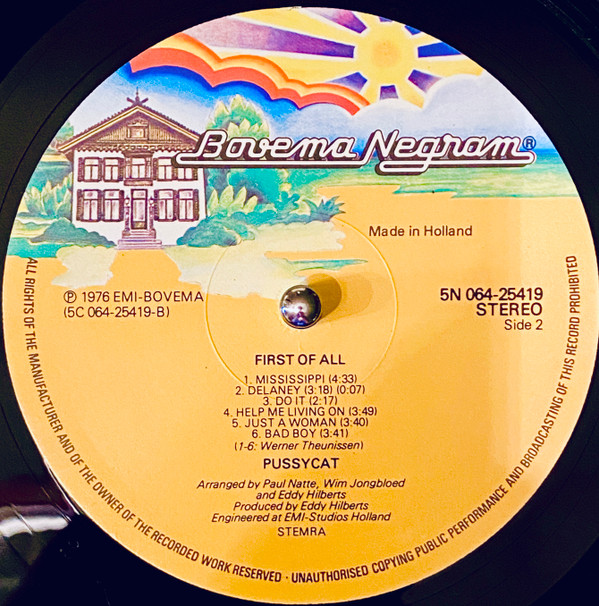 Bovema Negram®
Made in Holland
℗ 1976 EMI-BOVEMA
(5C 064-25419-B)
5N 064-25419
STEREO
Side 2
FIRST OF ALL
1. MISSISSIPPI (4:33)
2. DELANEY (3:18) (0:07)
3. DO IT (2:17)
4. HELP ME LIVING ON (3:49)
5. JUST A WOMAN (3:40)
6. BAD BOY (3:41)
(1-6: Werner Theunissen)
PUSSYCAT
Arranged by Paul Natte, Wim Jongbloed
and Eddy Hilberts
Produced by Eddy Hilberts
Engineered at EMI-Studios Holland
STEMRA
ALL RIGHTS OF THE MANUFACTURER AND OF THE OWNER OF THE RECORDED WORK RESERVED · UNAUTHORISED COPYING PUBLIC PERFORMANCE AND BROADCASTING OF THIS RECORD PROHIBITED